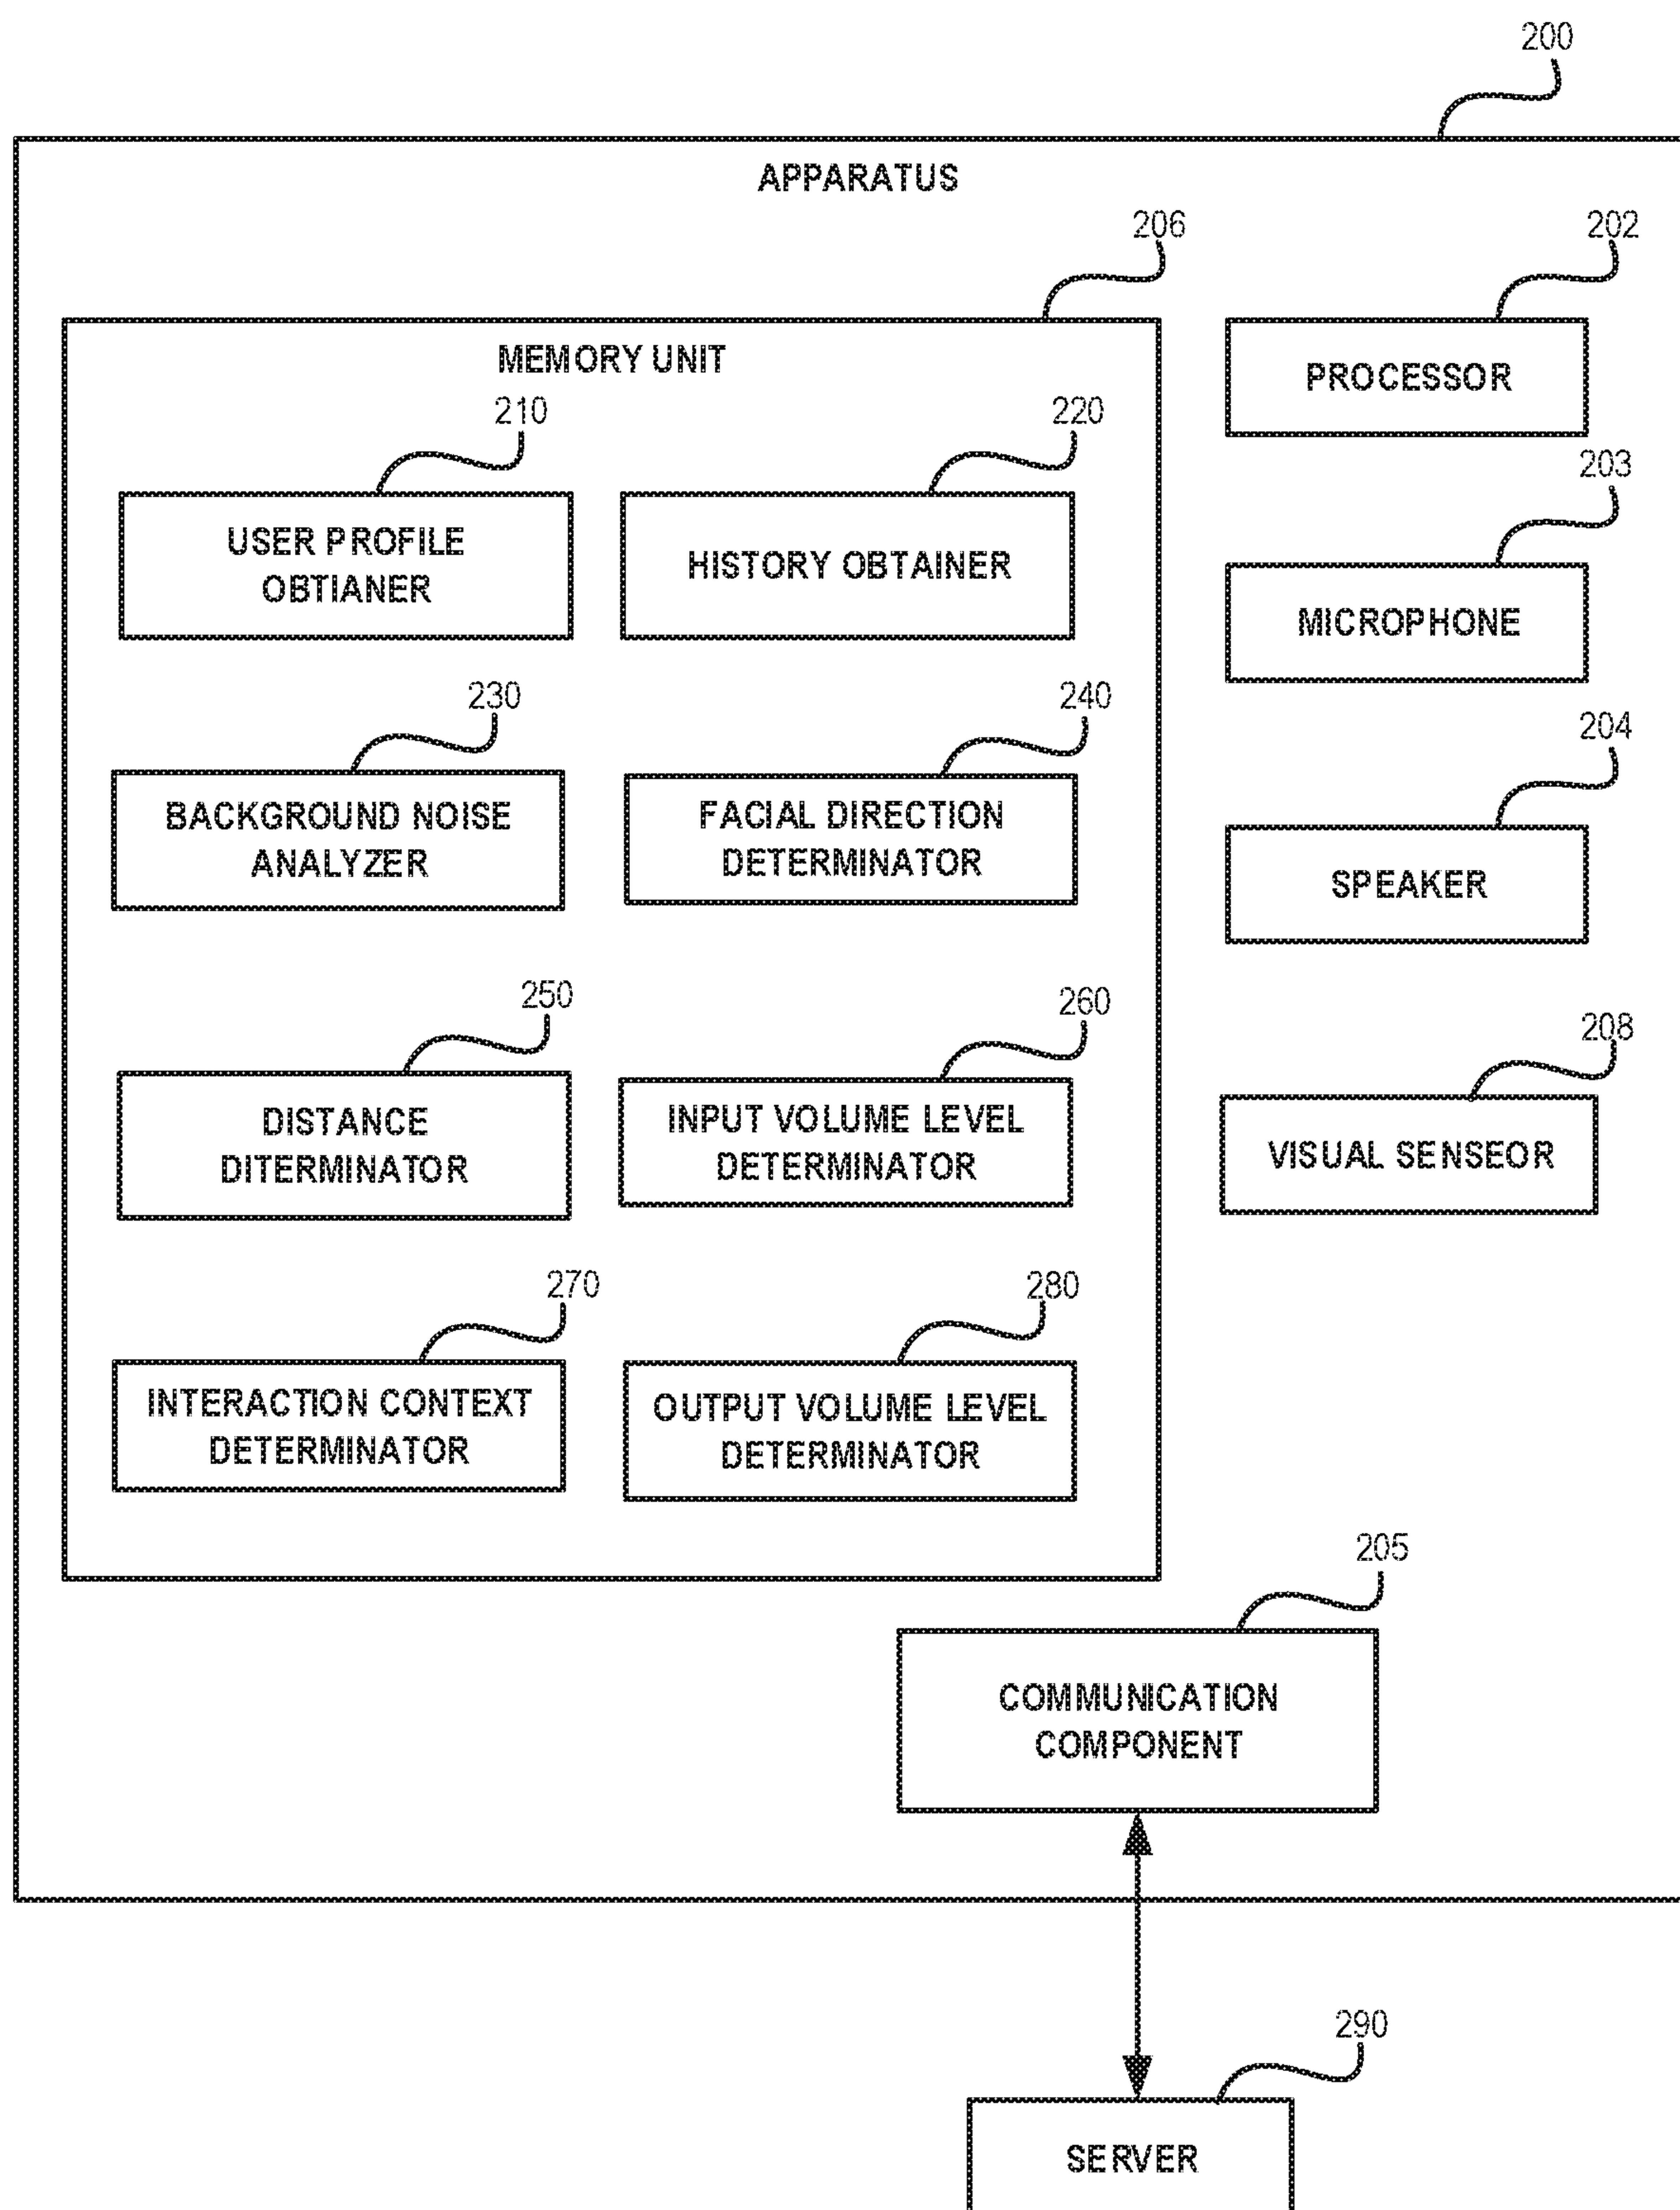 200
APPARATUS
206
202
MEMORY UNIT
PROCESSOR
210
220
203
USER PROFILE
OBTIANER
HISTORY OBTAINER
MICROPHONE
230
240
204
BACKGROUND NOISE
ANALYZER
FACIAL DIRECTION
DETERMINATOR
SPEAKER
250
260
208
DISTANCE
DITERMINATOR
INPUT VOLUME LEVEL
DETERMINATOR
VISUAL SENSEOR
270
280
INTERACTION CONTEXT
DETERMINATOR
OUTPUT VOLUME LEVEL
DETERMINATOR
205
COMMUNICATION
COMPONENT
290
SERVER